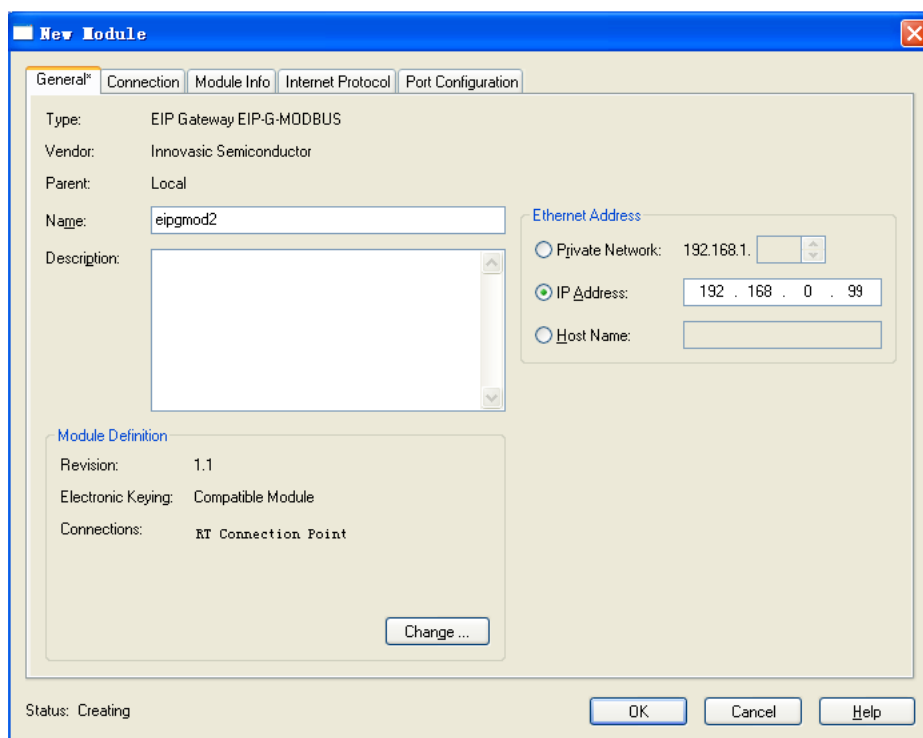 New Module
General* Connection Module Info Internet Protocol Port Configuration
Type: EIP Gateway EIP-G-MODBUS
Vendor: Innovasic Semiconductor
Parent: Local
Name: eipgmod2
Description:
Ethernet Address
Private Network: 192.168.1.
IP Address: 192 . 168 . 0 . 99
Host Name:
Module Definition
Revision: 1.1
Electronic Keying: Compatible Module
Connections: RT Connection Point
Change ...
Status: Creating
OK Cancel Help